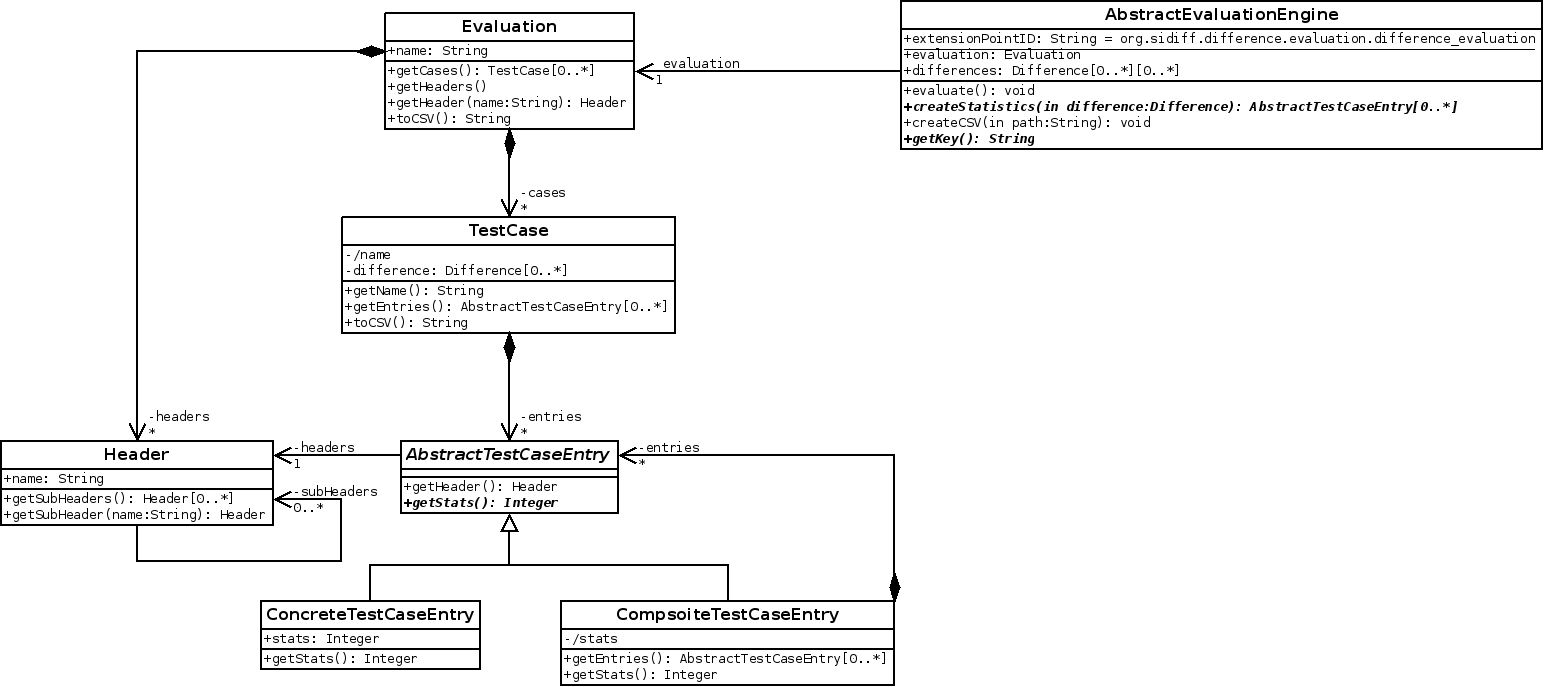 Evaluation
+name: String
+getCases(): TestCase[0..*]
+getHeaders()
+getHeader(name:String): Header
+toCSV(): String
AbstractEvaluationEngine
+extensionPointID: String = org.sidiff.difference.evaluation.difference_evaluation
+evaluation: Evaluation
+differences: Difference[0..*][0..*]
+evaluate(): void
+createStatistics(in difference:Difference): AbstractTestCaseEntry[0..*]
+createCSV(in path:String): void
+getKey(): String
evaluation
1
-cases
*
TestCase
-/name
-difference: Difference[0..*]
+getName(): String
+getEntries(): AbstractTestCaseEntry[0..*]
+toCSV(): String
-headers
*
-entries
*
Header
+name: String
+getSubHeaders(): Header[0..*]
+getSubHeader(name:String): Header
-headers
1
-subHeaders
0..*
AbstractTestCaseEntry
+getHeader(): Header
+getStats(): Integer
-entries
*
ConcreteTestCaseEntry
+stats: Integer
+getStats(): Integer
CompsoiteTestCaseEntry
-/stats
+getEntries(): AbstractTestCaseEntry[0..*]
+getStats(): Integer